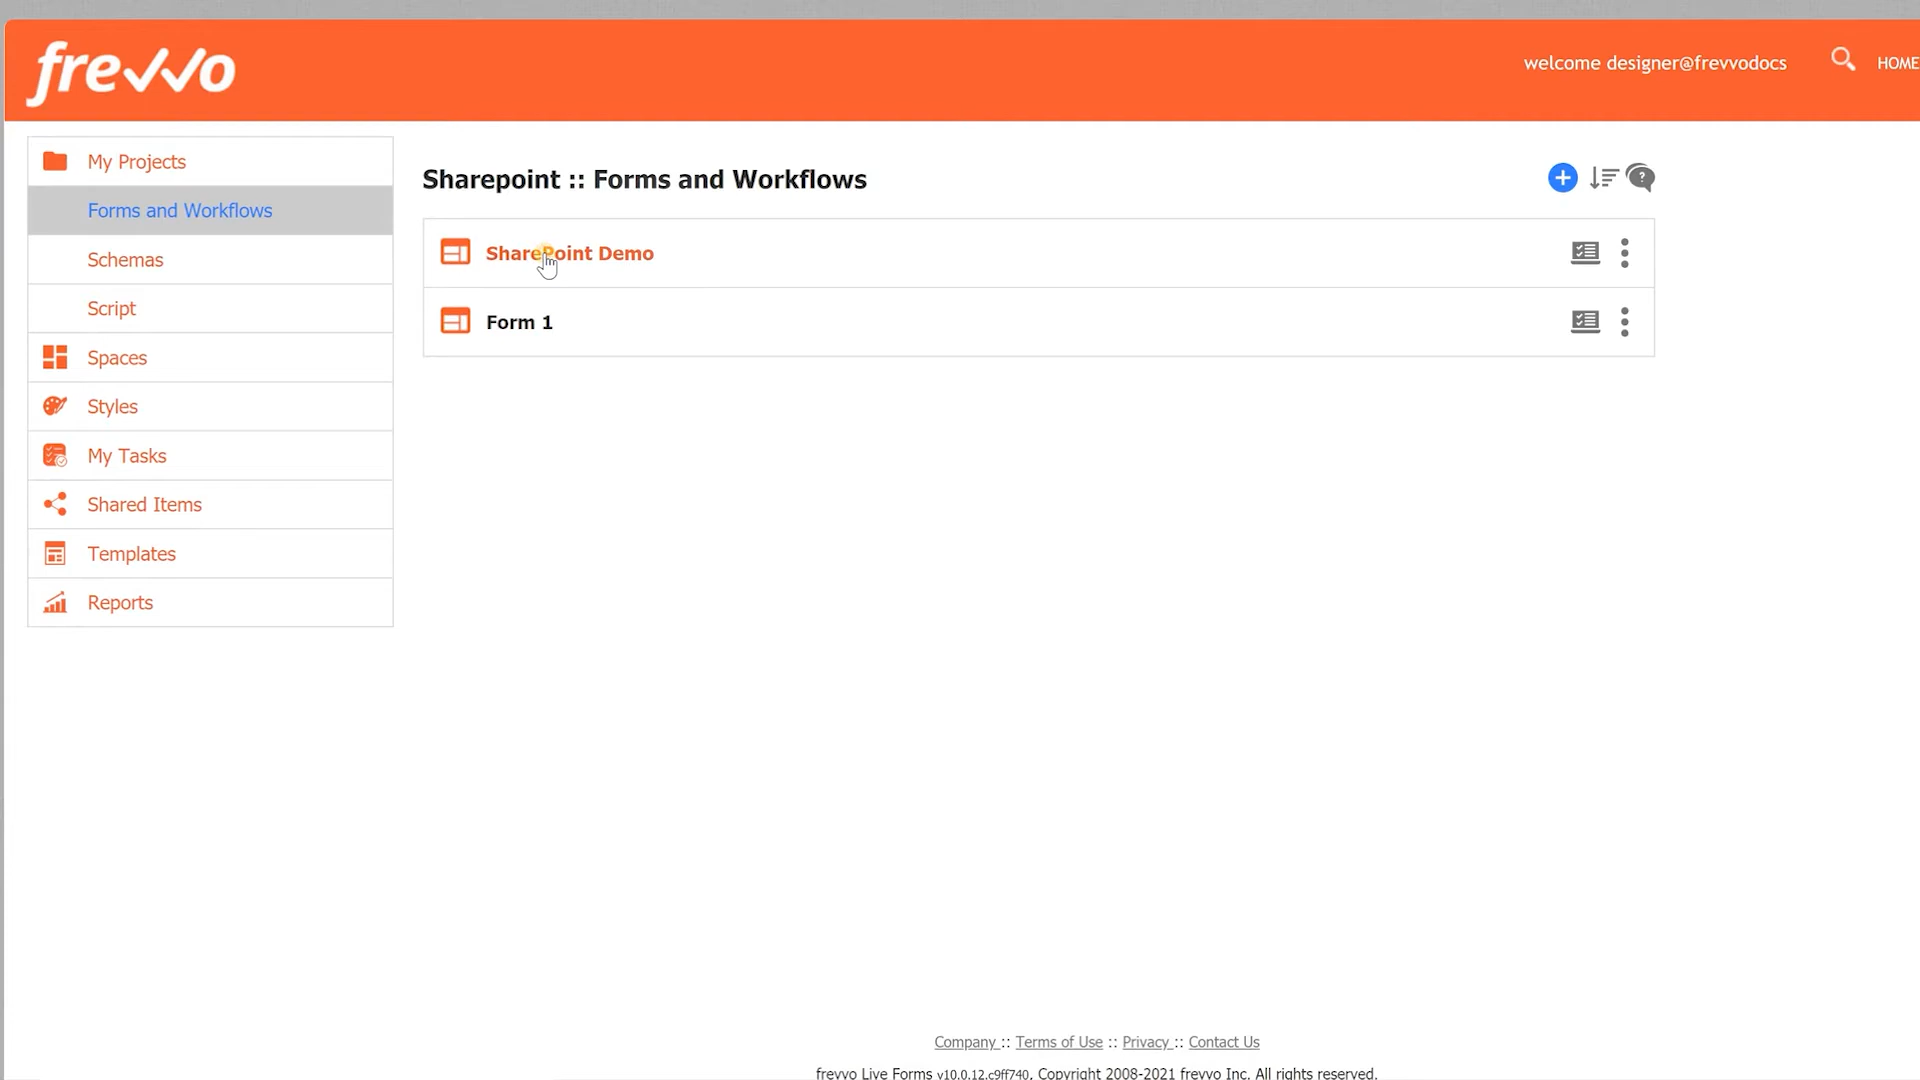 frevvo
welcome designer@frevvodocs
HOME
My Projects
Forms and Workflows
Schemas
Script
Spaces
Styles
My Tasks
Shared Items
Templates
Reports
Sharepoint :: Forms and Workflows
SharePoint Demo
Form 1
Company :: Terms of Use :: Privacy :: Contact Us
frevvo Live Forms v10.0.12.c9ff740, Copyright 2008-2021 frevvo Inc. All rights reserved.